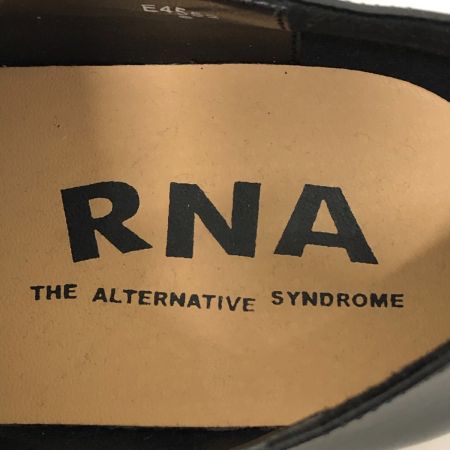 RNA
THE ALTERNATIVE SYNDROME